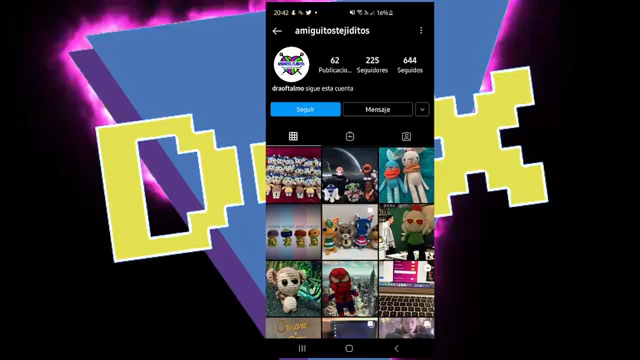 20:42
16%
amiguitostejiditos
62
225
644
Publicacio...
Seguidores
Seguidos
draoftalmo sigue esta cuenta
Seguir
Mensaje